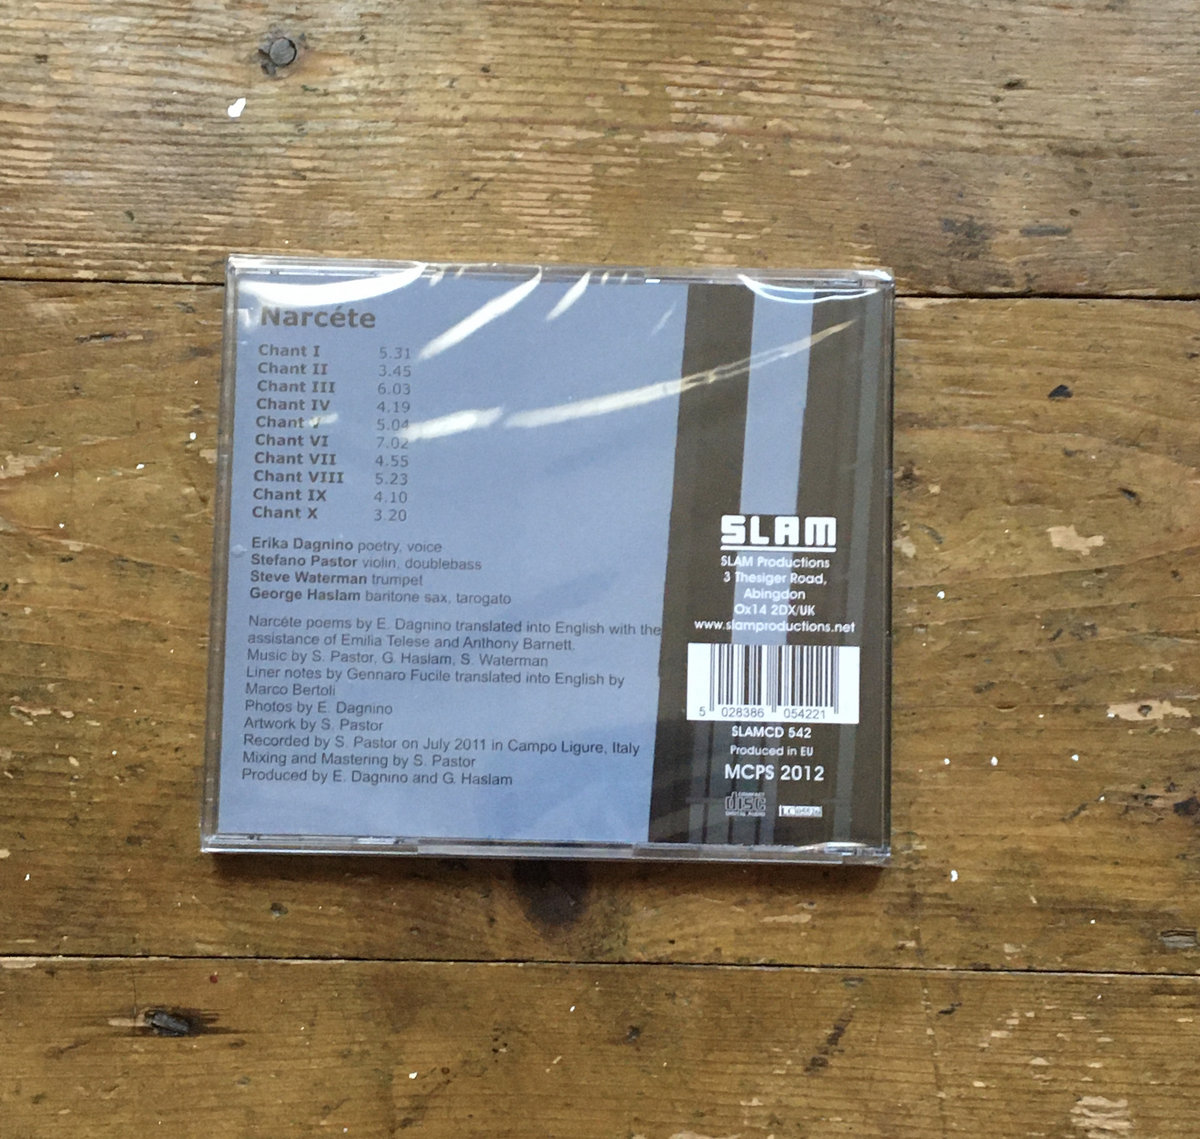 Narcéte
Chant I 5.31
Chant II 3.45
Chant III 6.03
Chant IV 4.19
Chant 5.04
Chant VI 7.02
Chant VII 4.55
Chant VIII 5.23
Chant IX 4.10
Chant X 3.20
Erika Dagnino poetry, voice
Stefano Pastor violin, doublebass
Steve Waterman trumpet
George Haslam baritone sax, tarogato
Narcéte poems by E. Dagnino translated into English with the
assistance of Emilia Telese and Anthony Barnett.
Music by S. Pastor, G. Haslam, S. Waterman
Liner notes by Gennaro Fucile translated into English by
Marco Bertoli
Photos by E. Dagnino
Artwork by S. Pastor
Recorded by S. Pastor on July 2011 in Campo Ligure, Italy
Mixing and Mastering by S. Pastor
Produced by E. Dagnino and G. Haslam
SLAM
SLAM Productions
3 Thesiger Road,
Abingdon
Ox14 2DX/UK
www.slamproductions.net
5 028386 054221
SLAMCD 542
Produced in EU
MCPS 2012
COMPACT
disc
DIGITAL AUDIO